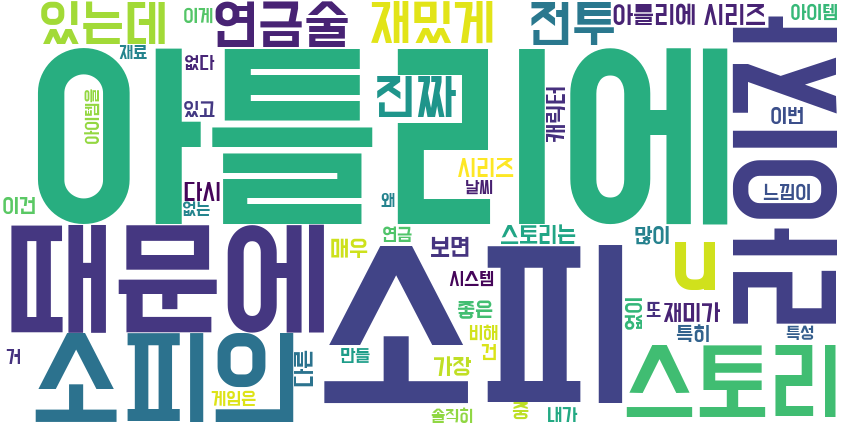 있는데
이게
연금술
재밌게
전투
아틀리에 시리즈
아이템
재료
없다
있고
아틀리에
진짜
캐릭터
이번
느낌이
시리즈
날씨
다시
없는
왜
이건
아이템을
라이자
때문에
소피
연금
매우
보면
스토리는
많이
u
시스템
좋은
없이
또
재미가
비해
건
특히
특성
거
소피의
다른
만들
가장
게임은
솔직히
중
내가
스토리